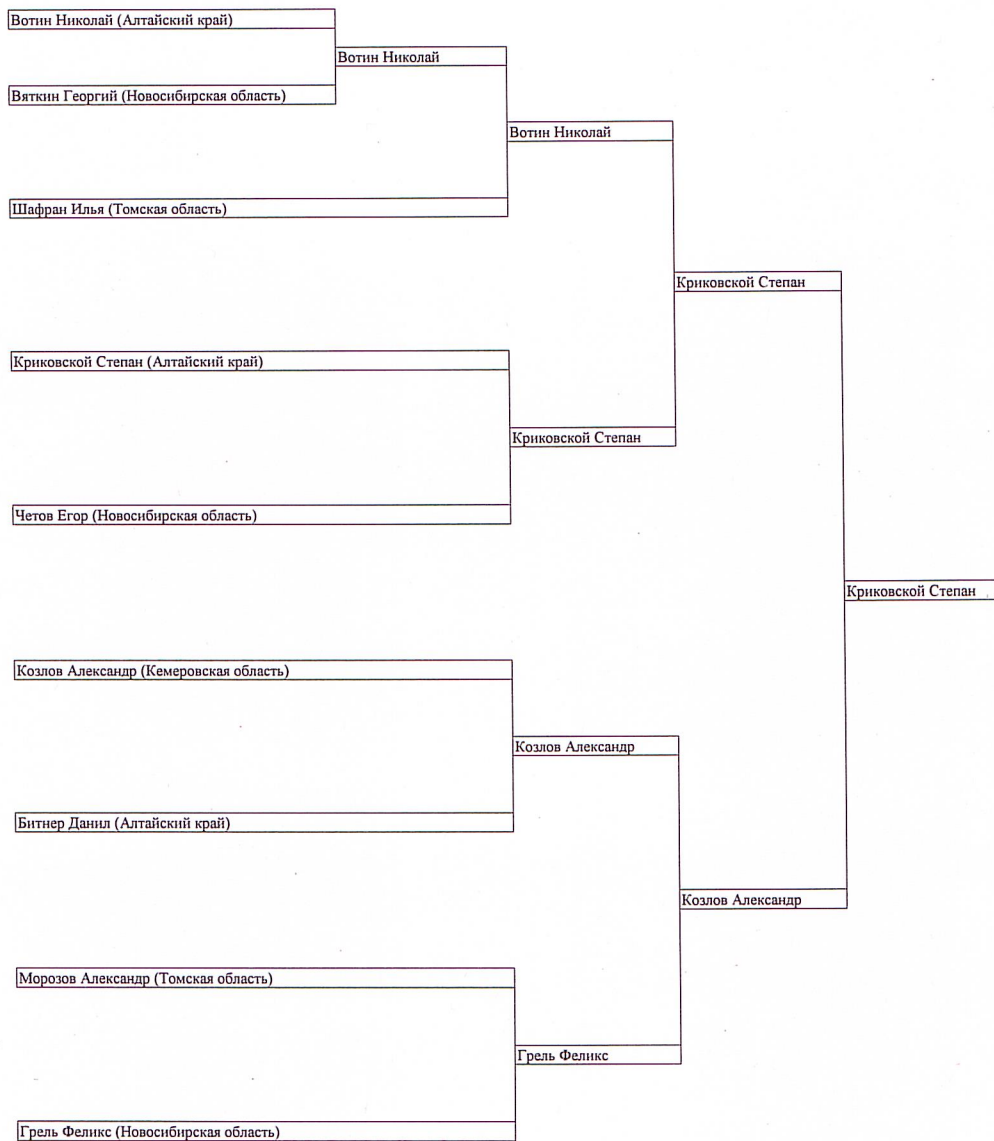 Вотин Николай (Алтайский край)
Вотин Николай
Вяткин Георгий (Новосибирская область)
Вотин Николай
Шафран Илья (Томская область)
Криковской Степан
Криковской Степан (Алтайский край)
Криковской Степан
Четов Егор (Новосибирская область)
Криковской Степан
Козлов Александр (Кемеровская область)
Козлов Александр
Битнер Данил (Алтайский край)
Козлов Александр
Морозов Александр (Томская область)
Грель Феликс
Грель Феликс (Новосибирская область)